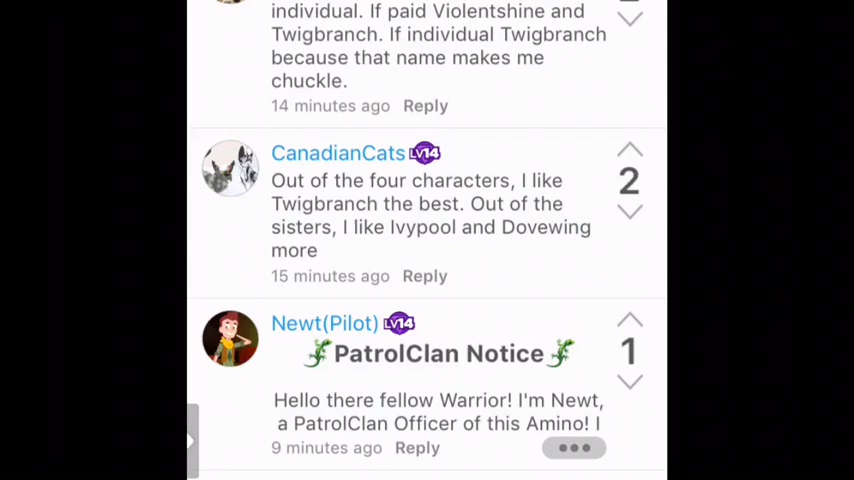 individual. If paid Violentshine and
Twigbranch. If individual Twigbranch
because that name makes me
chuckle.
14 minutes ago Reply
CanadianCats LV14
Out of the four characters, I like
Twigbranch the best. Out of the
sisters, I like Ivypool and Dovewing
more
15 minutes ago Reply
2
Newt(Pilot) LV14
🦎PatrolClan Notice🦎
Hello there fellow Warrior! I'm Newt,
a PatrolClan Officer of this Amino! I
9 minutes ago Reply
1